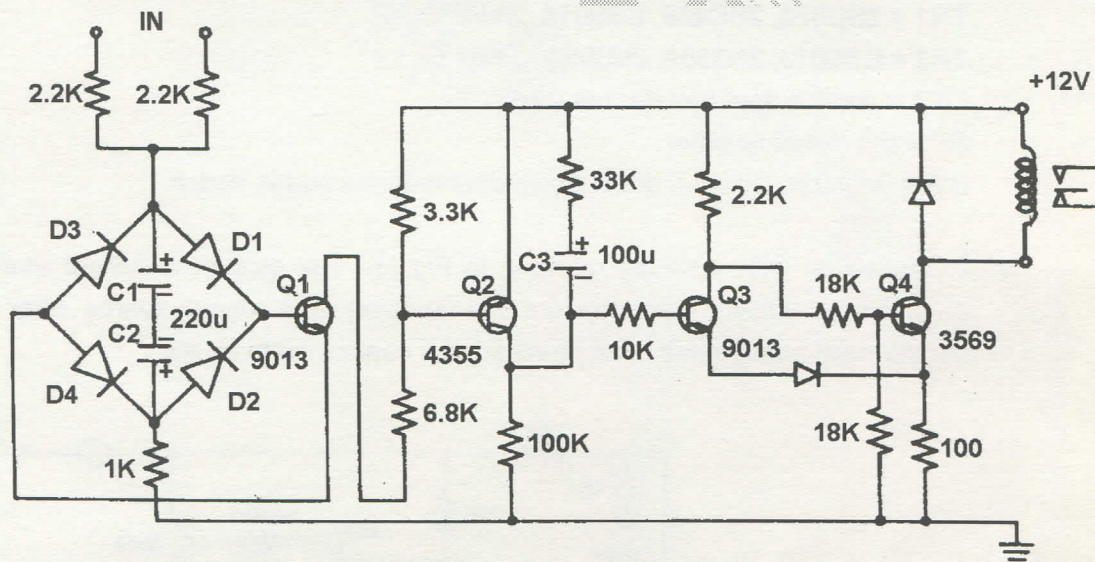 IN
+12V
2.2K
2.2K
33K
2.2K
3.3K
D3
D1
C3
+
100u
−
18K
Q4
+
C1
−
Q1
Q2
Q3
220u
−
C2
+
9013
4355
10K
9013
3569
D4
D2
6.8K
1K
100K
18K
100